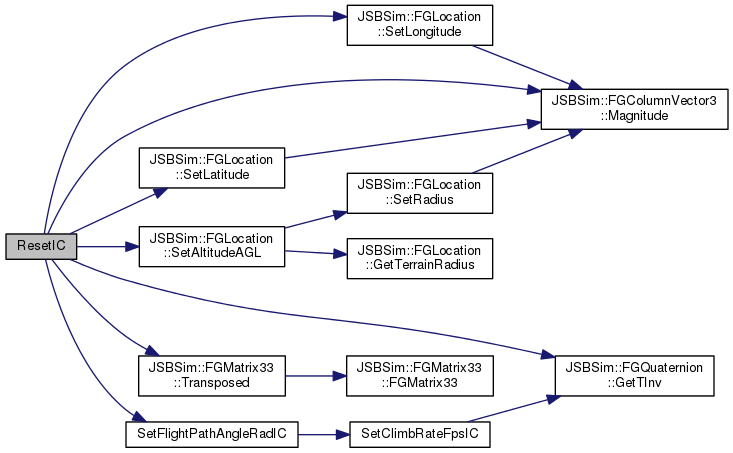 JSBSim::FGLocation
::SetLongitude
JSBSim::FGColumnVector3
::Magnitude
JSBSim::FGLocation
::SetLatitude
JSBSim::FGLocation
::SetRadius
ResetIC
JSBSim::FGLocation
::SetAltitudeAGL
JSBSim::FGLocation
::GetTerrainRadius
JSBSim::FGMatrix33
::Transposed
JSBSim::FGMatrix33
::FGMatrix33
JSBSim::FGQuaternion
::GetTInv
SetFlightPathAngleRadIC
SetClimbRateFpsIC